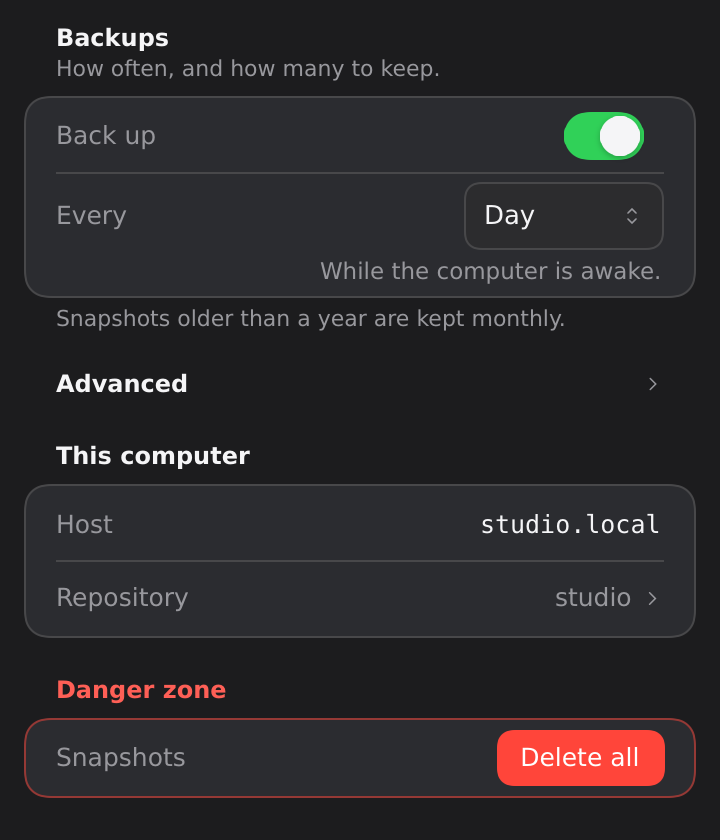 Backups
How often, and how many to keep.
Back up
Every
Day
While the computer is awake.
Snapshots older than a year are kept monthly.
Advanced
This computer
Host
studio.local
Repository
studio
Danger zone
Snapshots
Delete all